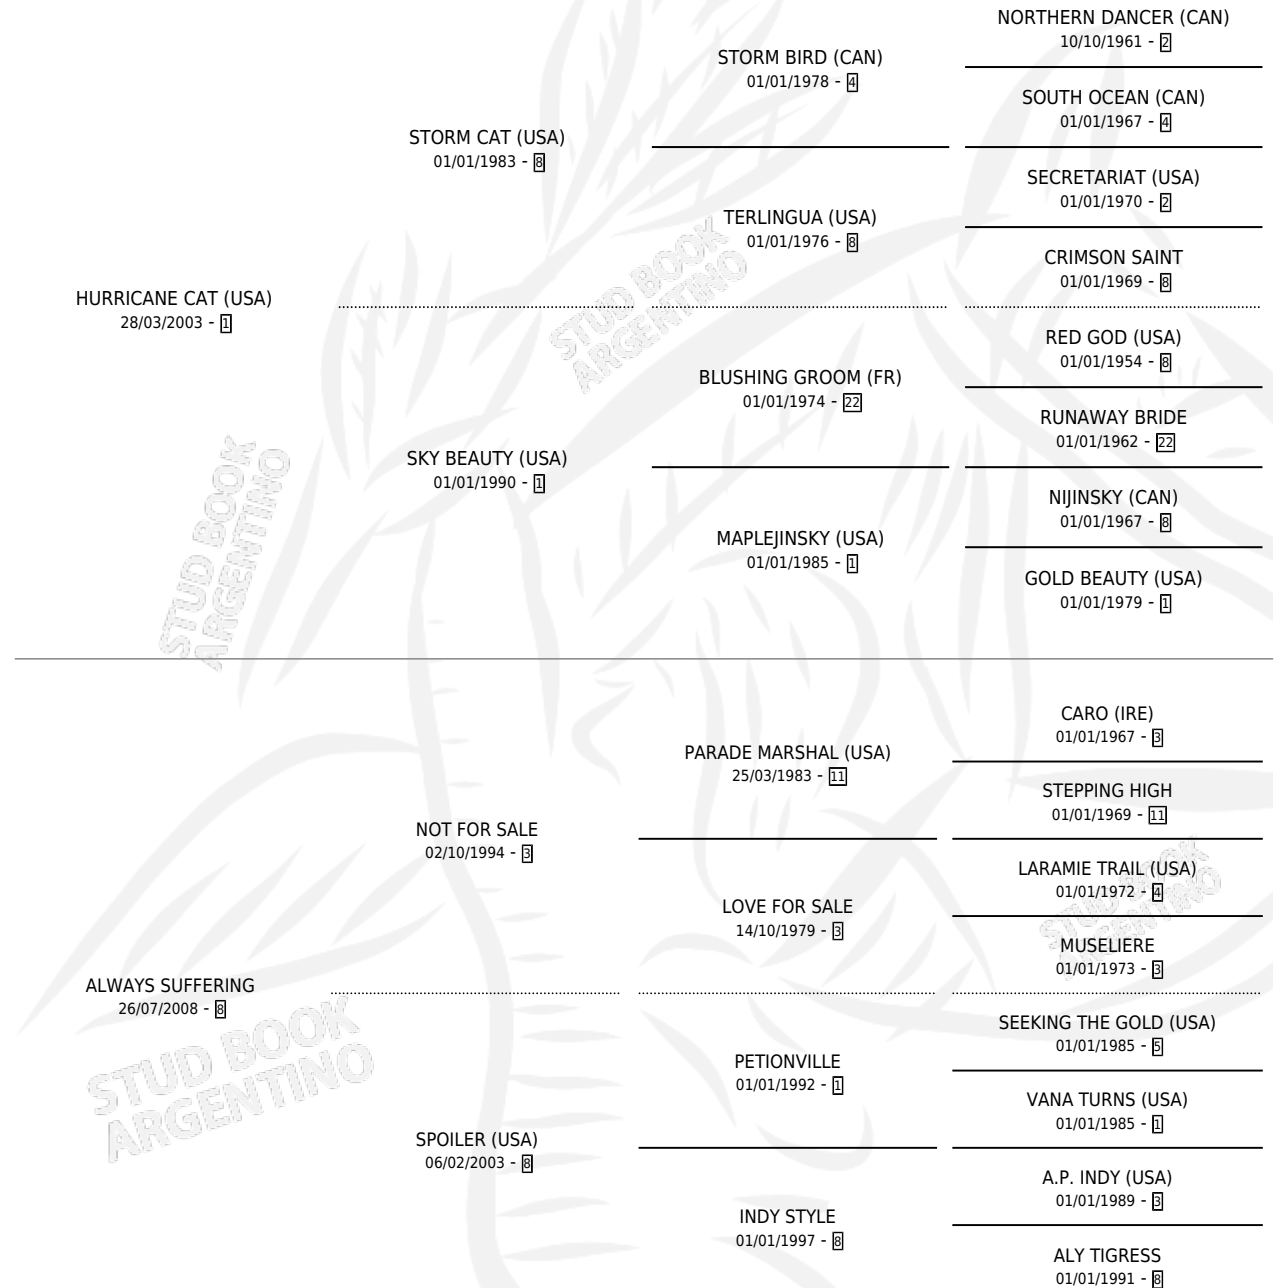 NORTHERN DANCER (CAN)
10/10/1961 - 2
STORM BIRD (CAN)
01/01/1978 - 4
SOUTH OCEAN (CAN)
01/01/1967 - 4
STORM CAT (USA)
01/01/1983 - 8
SECRETARIAT (USA)
01/01/1970 - 2
TERLINGUA (USA)
01/01/1976 - 8
CRIMSON SAINT
01/01/1969 - 8
HURRICANE CAT (USA)
28/03/2003 - 1
STUD BOOK
ARGENTINO
RED GOD (USA)
01/01/1954 - 8
BLUSHING GROOM (FR)
01/01/1974 - 22
RUNAWAY BRIDE
01/01/1962 - 22
SKY BEAUTY (USA)
01/01/1990 - 1
NIJINSKY (CAN)
01/01/1967 - 8
MAPLEJINSKY (USA)
01/01/1985 - 1
GOLD BEAUTY (USA)
01/01/1979 - 1
STUD BOOK
ARGENTINO
CARO (IRE)
01/01/1967 - 3
PARADE MARSHAL (USA)
25/03/1983 - 11
STEPPING HIGH
01/01/1969 - 11
NOT FOR SALE
02/10/1994 - 3
LARAMIE TRAIL (USA)
01/01/1972 - 4
LOVE FOR SALE
14/10/1979 - 3
MUSELIERE
01/01/1973 - 3
STUD BOOK
ARGENTINO
ALWAYS SUFFERING
26/07/2008 - 8
SEEKING THE GOLD (USA)
01/01/1985 - 5
PETIONVILLE
01/01/1992 - 1
VANA TURNS (USA)
01/01/1985 - 1
STUD BOOK
ARGENTINO
SPOILER (USA)
06/02/2003 - 8
A.P. INDY (USA)
01/01/1989 - 3
INDY STYLE
01/01/1997 - 8
ALY TIGRESS
01/01/1991 - 8